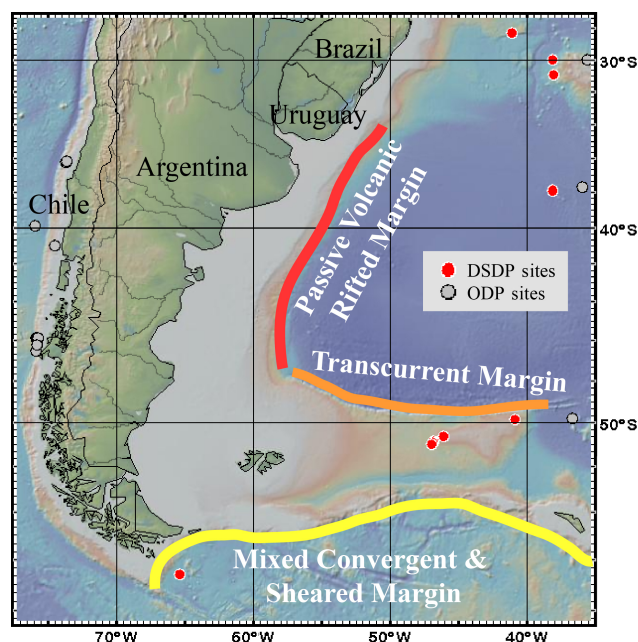 Brazil
30°S
Uruguay
Argentina
Chile
40°S
Passive Volcanic
Rifted Margin
DSDP sites
ODP sites
Transcurrent Margin
50°S
Mixed Convergent &
Sheared Margin
70°W
60°W
50°W
40°W